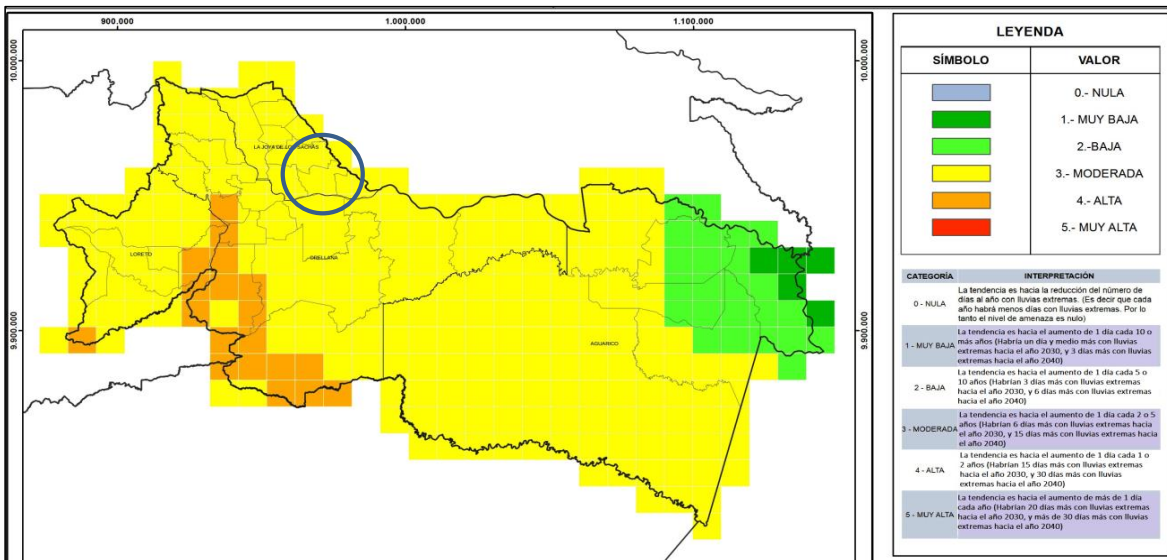 900.000
1.000.000
1.100.000
10.000.000
10.000.000
9.900.000
9.900.000
LA JOYA DE LOS SACHAS
LORETO
ORELLANA
AGUARICO
LEYENDA
SÍMBOLO VALOR
0.- NULA
1.- MUY BAJA
2.-BAJA
3.- MODERADA
4.- ALTA
5.- MUY ALTA
CATEGORÍA INTERPRETACIÓN
0 - NULA
La tendencia es hacia la reducción del número de
días al año con lluvias extremas. (Es decir que cada
año habrá menos días con lluvias extremas. Por lo
tanto el nivel de amenaza es nulo)
1 - MUY BAJA
La tendencia es hacia el aumento de 1 día cada 10 o
más años (Habría un día y medio más con lluvias
extremas hacia el año 2030, y 3 días más con lluvias
extremas hacia el año 2040)
2 - BAJA
La tendencia es hacia el aumento de 1 día cada 5 o
10 años (Habrían 3 días más con lluvias extremas
hacia el año 2030, y 6 días más con lluvias extremas
hacia el año 2040)
3 - MODERADA
La tendencia es hacia el aumento de 1 día cada 2 o 5
años (Habrían 6 días más con lluvias extremas hacia
el año 2030, y 15 días más con lluvias extremas hacia
el año 2040)
4 - ALTA
La tendencia es hacia el aumento de 1 día cada 1 o
2 años (Habrían 15 días más con lluvias extremas
hacia el año 2030, y 30 días más con lluvias
extremas hacia el año 2040)
5 - MUY ALTA
La tendencia es hacia el aumento de más de 1 día
cada año (Habrían 20 días más con lluvias extremas
hacia el año 2030, y más de 30 días más con lluvias
extremas hacia el año 2040)